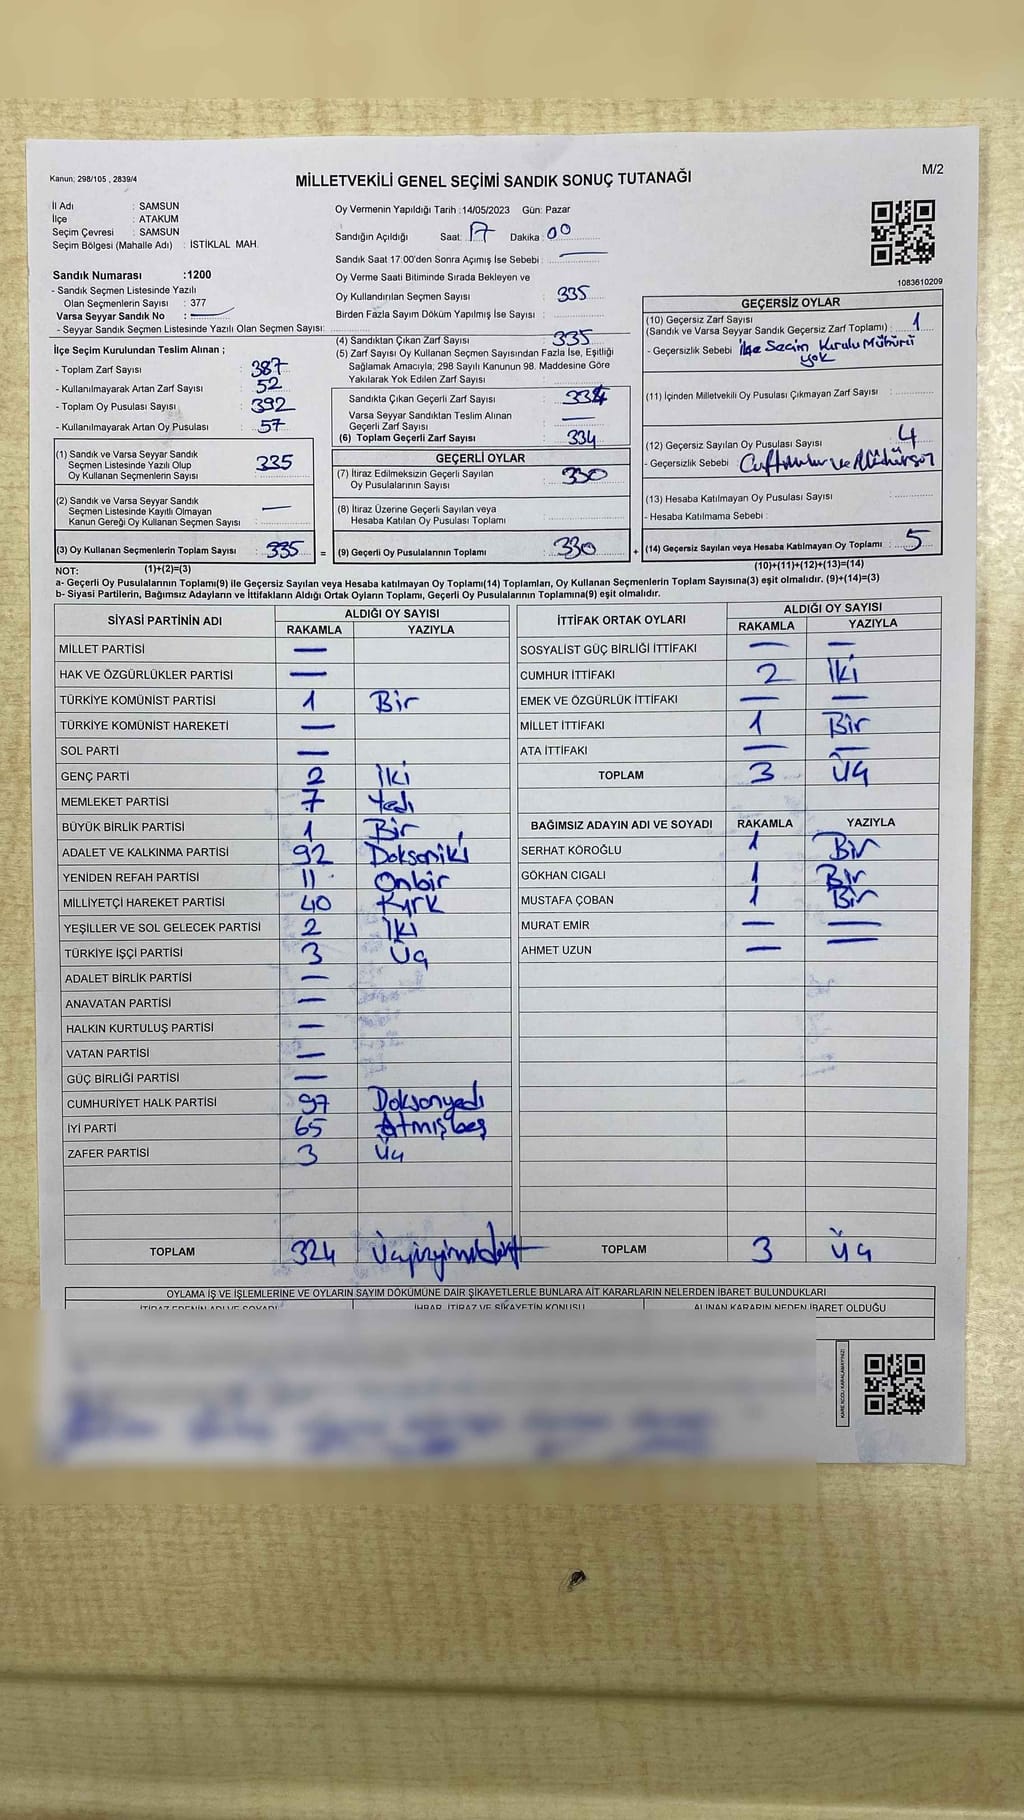 Kanun; 298/105 , 2839/4
MİLLETVEKİLİ GENEL SEÇİMİ SANDIK SONUÇ TUTANAĞI
M/2
İl Adı : SAMSUN
İlçe : ATAKUM
Seçim Çevresi : SAMSUN
Seçim Bölgesi (Mahalle Adı) : İSTİKLAL MAH.
Sandık Numarası :1200
- Sandık Seçmen Listesinde Yazılı
Olan Seçmenlerin Sayısı : 377
Varsa Seyyar Sandık No : —
- Seyyar Sandık Seçmen Listesinde Yazılı Olan Seçmen Sayısı:
Oy Vermenin Yapıldığı Tarih :14/05/2023 Gün: Pazar
Sandığın Açıldığı Saat: 17 Dakika : 00
Sandık Saat 17:00'den Sonra Açımış İse Sebebi : —
Oy Verme Saati Bitiminde Sırada Bekleyen ve
Oy Kullandırılan Seçmen Sayısı : 335
Birden Fazla Sayım Döküm Yapılmış İse Sayısı :
1083610209
İlçe Seçim Kurulundan Teslim Alınan ;
- Toplam Zarf Sayısı : 387
- Kullanılmayarak Artan Zarf Sayısı : 52
- Toplam Oy Pusulası Sayısı : 392
- Kullanılmayarak Artan Oy Pusulası : 57
(1) Sandık ve Varsa Seyyar Sandık
Seçmen Listesinde Yazılı Olup
Oy Kullanan Seçmenlerin Sayısı : 335
(2) Sandık ve Varsa Seyyar Sandık
Seçmen Listesinde Kayıtlı Olmayan
Kanun Gereği Oy Kullanan Seçmen Sayısı : —
(3) Oy Kullanan Seçmenlerin Toplam Sayısı : 335 =
(4) Sandıktan Çıkan Zarf Sayısı : 335
(5) Zarf Sayısı Oy Kullanan Seçmen Sayısından Fazla İse, Eşitliği
Sağlamak Amacıyla, 298 Sayılı Kanunun 98. Maddesine Göre
Yakılarak Yok Edilen Zarf Sayısı :
Sandıkta Çıkan Geçerli Zarf Sayısı : 334
Varsa Seyyar Sandıktan Teslim Alınan
Geçerli Zarf Sayısı : —
(6) Toplam Geçerli Zarf Sayısı : 334
GEÇERLİ OYLAR
(7) İtiraz Edilmeksizin Geçerli Sayılan
Oy Pusulalarının Sayısı : 330
(8) İtiraz Üzerine Geçerli Sayılan veya
Hesaba Katılan Oy Pusulası Toplamı :
(9) Geçerli Oy Pusulalarının Toplamı : 330 +
GEÇERSİZ OYLAR
(10) Geçersiz Zarf Sayısı
(Sandık ve Varsa Seyyar Sandık Geçersiz Zarf Toplamı) : 1
- Geçersizlik Sebebi : İlçe Seçim Kurulu Mührü
yok
(11) İçinden Milletvekili Oy Pusulası Çıkmayan Zarf Sayısı :
(12) Geçersiz Sayılan Oy Pusulası Sayısı : 4
- Geçersizlik Sebebi :
(13) Hesaba Katılmayan Oy Pusulası Sayısı :
- Hesaba Katılmama Sebebi :
(14) Geçersiz Sayılan veya Hesaba Katılmayan Oy Toplamı : 5
NOT: (1)+(2)=(3) (10)+(11)+(12)+(13)=(14)
a- Geçerli Oy Pusulalarının Toplamı(9) ile Geçersiz Sayılan veya Hesaba katılmayan Oy Toplamı(14) Toplamları, Oy Kullanan Seçmenlerin Toplam Sayısına(3) eşit olmalıdır. (9)+(14)=(3)
b- Siyasi Partilerin, Bağımsız Adayların ve İttifakların Aldığı Ortak Oyların Toplamı, Geçerli Oy Pusulalarının Toplamına(9) eşit olmalıdır.
SİYASİ PARTİNİN ADI ALDIĞI OY SAYISI
RAKAMLA YAZIYLA
MİLLET PARTİSİ —
HAK VE ÖZGÜRLÜKLER PARTİSİ —
TÜRKİYE KOMÜNİST PARTİSİ 1 Bir
TÜRKİYE KOMÜNİST HAREKETİ —
SOL PARTİ —
GENÇ PARTİ 2 İki
MEMLEKET PARTİSİ 7 Yedi
BÜYÜK BİRLİK PARTİSİ 1 Bir
ADALET VE KALKINMA PARTİSİ 92 Doksaniki
YENİDEN REFAH PARTİSİ 11 Onbir
MİLLİYETÇİ HAREKET PARTİSİ 40 Kırk
YEŞİLLER VE SOL GELECEK PARTİSİ 2 İki
TÜRKİYE İŞÇİ PARTİSİ 3 Üç
ADALET BİRLİK PARTİSİ —
ANAVATAN PARTİSİ —
HALKIN KURTULUŞ PARTİSİ —
VATAN PARTİSİ —
GÜÇ BİRLİĞİ PARTİSİ —
CUMHURİYET HALK PARTİSİ 97 Doksanyedi
İYİ PARTİ 65 Atmışbeş
ZAFER PARTİSİ 3 Üç
TOPLAM 324 Üçyüzyirmidört
İTTİFAK ORTAK OYLARI ALDIĞI OY SAYISI
RAKAMLA YAZIYLA
SOSYALİST GÜÇ BİRLİĞİ İTTİFAKI — —
CUMHUR İTTİFAKI 2 İki
EMEK VE ÖZGÜRLÜK İTTİFAKI — —
MİLLET İTTİFAKI 1 Bir
ATA İTTİFAKI — —
TOPLAM 3 Üç
BAĞIMSIZ ADAYIN ADI VE SOYADI RAKAMLA YAZIYLA
SERHAT KÖROĞLU 1 Bir
GÖKHAN CIGALI 1 Bir
MUSTAFA ÇOBAN 1 Bir
MURAT EMİR — —
AHMET UZUN — —
TOPLAM 3 Üç
OYLAMA İŞ VE İŞLEMLERİNE VE OYLARIN SAYIM DÖKÜMÜNE DAİR ŞİKAYETLERLE BUNLARA AİT KARARLARIN NELERDEN İBARET BULUNDUKLARI
İTİRAZ EDENİN ADI VE SOYADI İHBAR, İTİRAZ VE ŞİKAYETİN KONUSU ALINAN KARARIN NEDEN İBARET OLDUĞU
KARE KODU KARALAMAYINIZ!